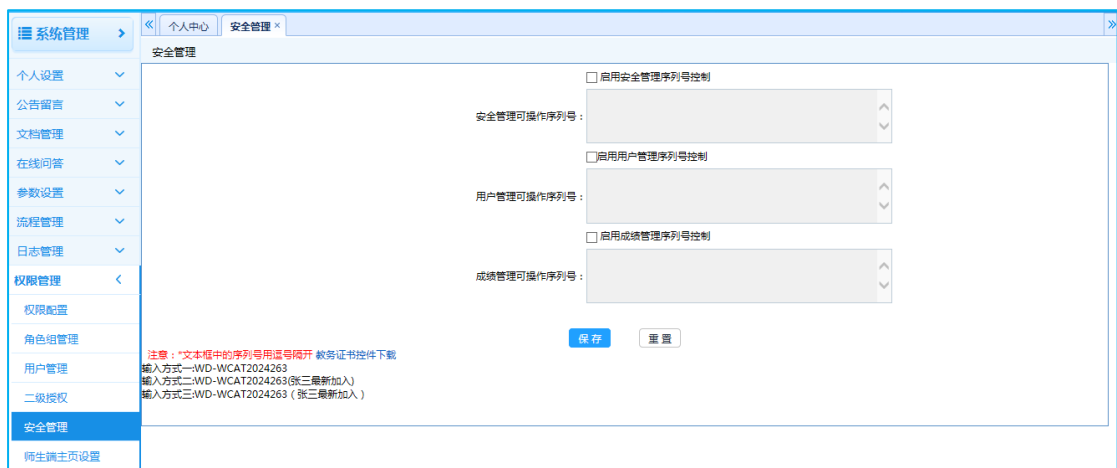 系统管理
个人中心 安全管理
安全管理
个人设置
公告留言
文档管理
在线问答
参数设置
流程管理
日志管理
权限管理
权限配置
角色组管理
用户管理
二级授权
安全管理
师生端主页设置
启用安全管理序列号控制
安全管理可操作序列号：
启用用户管理序列号控制
用户管理可操作序列号：
启用成绩管理序列号控制
成绩管理可操作序列号：
保存 重置
注意："文本框中的序列号用逗号隔开 教务证书控件下载
输入方式一:WD-WCAT2024263
输入方式二:WD-WCAT2024263(张三最新加入)
输入方式三:WD-WCAT2024263（张三最新加入）